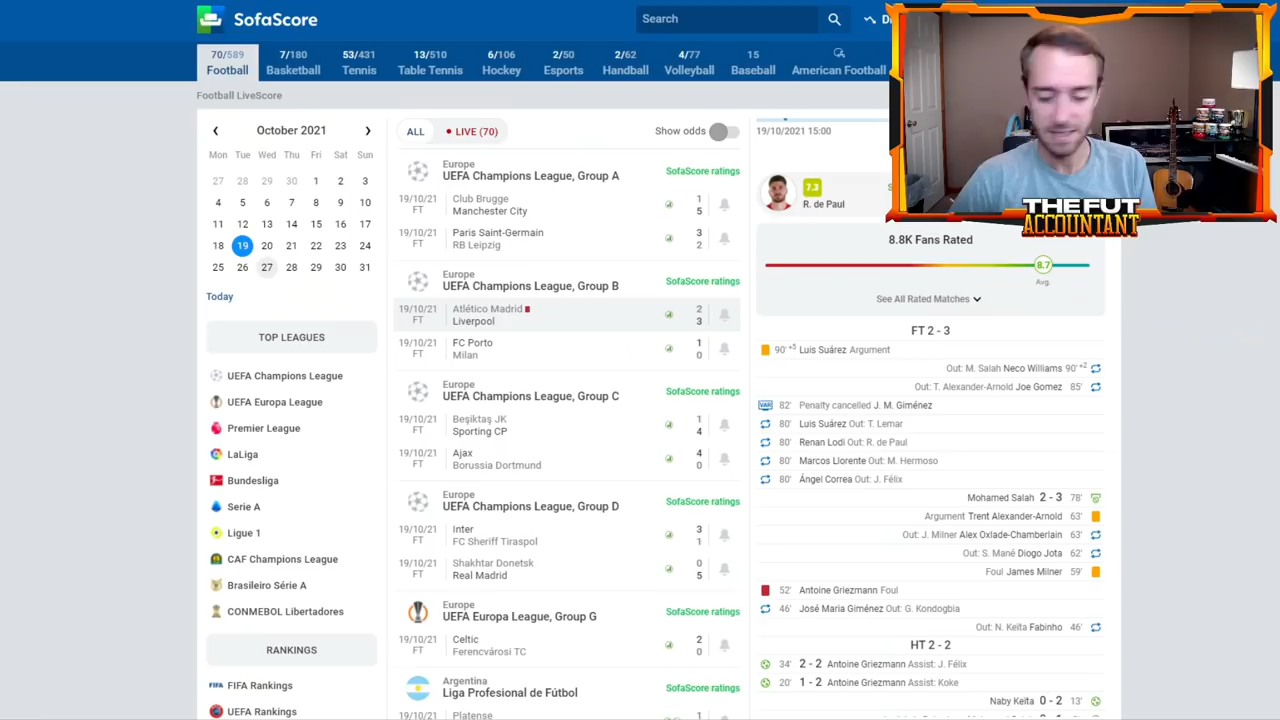 SofaScore
Search
70/589 7/180 53/431 13/510 6/106 2/50 2/62 4/77 15
Football Basketball Tennis Table Tennis Hockey Esports Handball Volleyball Baseball American Football
Football LiveScore
October 2021
Mon Tue Wed Thu Fri Sat Sun
27 28 29 30 1 2 3
4 5 6 7 8 9 10
11 12 13 14 15 16 17
18 19 20 21 22 23 24
25 26 27 28 29 30 31
Today
TOP LEAGUES
UEFA Champions League
UEFA Europa League
Premier League
LaLiga
Bundesliga
Serie A
Ligue 1
CAF Champions League
Brasileiro Série A
CONMEBOL Libertadores
RANKINGS
FIFA Rankings
UEFA Rankings
ALL LIVE (70) Show odds
Europe
UEFA Champions League, Group A SofaScore ratings
19/10/21 Club Brugge 1
FT Manchester City 5
19/10/21 Paris Saint-Germain 3
FT RB Leipzig 2
Europe
UEFA Champions League, Group B SofaScore ratings
19/10/21 Atlético Madrid 2
FT Liverpool 3
19/10/21 FC Porto 1
FT Milan 0
Europe
UEFA Champions League, Group C SofaScore ratings
19/10/21 Beşiktaş JK 1
FT Sporting CP 4
19/10/21 Ajax 4
FT Borussia Dortmund 0
Europe
UEFA Champions League, Group D SofaScore ratings
19/10/21 Inter 3
FT FC Sheriff Tiraspol 1
19/10/21 Shakhtar Donetsk 0
FT Real Madrid 5
Europe
UEFA Europa League, Group G SofaScore ratings
19/10/21 Celtic 2
FT Ferencvárosi TC 0
Argentina
Liga Profesional de Fútbol SofaScore ratings
19/10/21 Platense 1
19/10/2021 15:00
7.3
R. de Paul
THE FUT
ACCOUNTANT
8.8K Fans Rated
8.7
Avg.
See All Rated Matches
FT 2 - 3
90' +5 Luis Suárez Argument
Out: M. Salah Neco Williams 90' +2
Out: T. Alexander-Arnold Joe Gomez 85'
VAR 82' Penalty cancelled J. M. Giménez
80' Luis Suárez Out: T. Lemar
80' Renan Lodi Out: R. de Paul
80' Marcos Llorente Out: M. Hermoso
80' Ángel Correa Out: J. Félix
Mohamed Salah 2 - 3 78'
Argument Trent Alexander-Arnold 63'
Out: J. Milner Alex Oxlade-Chamberlain 63'
Out: S. Mané Diogo Jota 62'
Foul James Milner 59'
52' Antoine Griezmann Foul
46' José Maria Giménez Out: G. Kondogbia
Out: N. Keïta Fabinho 46'
HT 2 - 2
34' 2 - 2 Antoine Griezmann Assist: J. Félix
20' 1 - 2 Antoine Griezmann Assist: Koke
Naby Keïta 0 - 2 13'